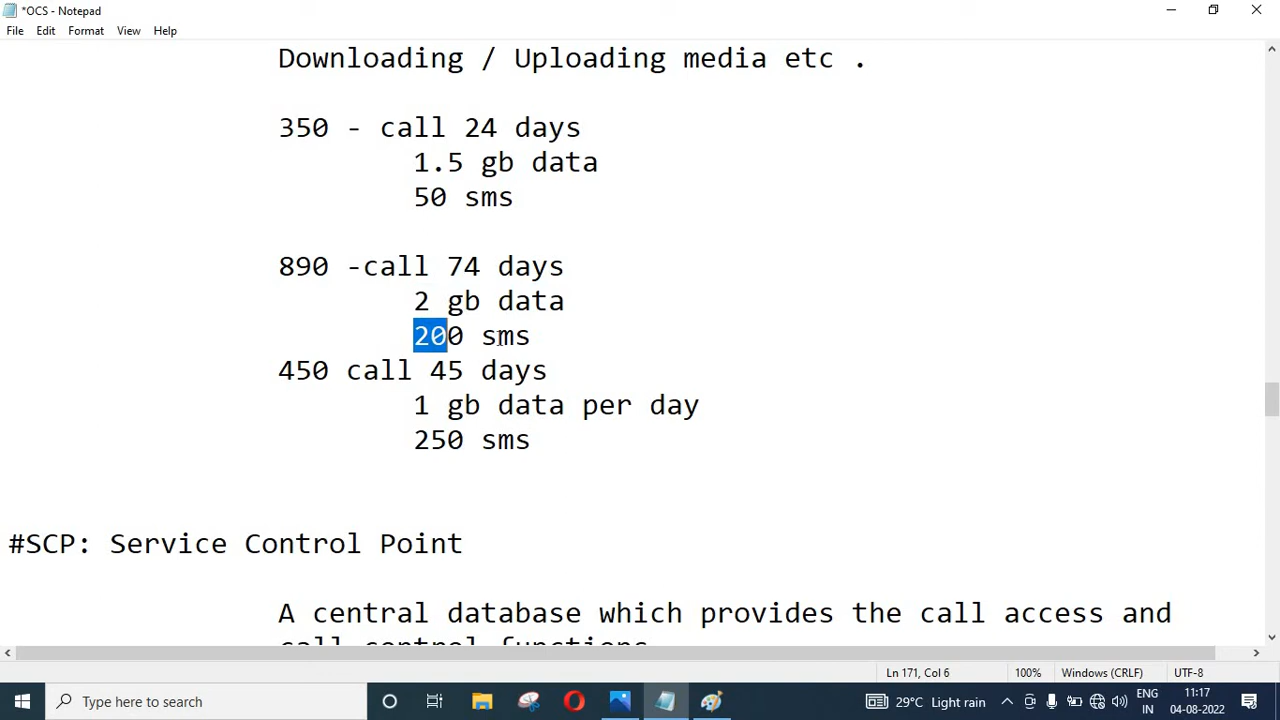 *OCS - Notepad
File Edit Format View Help
Downloading / Uploading media etc .
350 - call 24 days
1.5 gb data
50 sms
890 -call 74 days
2 gb data
200 sms
450 call 45 days
1 gb data per day
250 sms
#SCP: Service Control Point
A central database which provides the call access and
call control functions
Ln 171, Col 6
100%
Windows (CRLF)
UTF-8
Type here to search
29°C Light rain
ENG
IN
11:17
04-08-2022